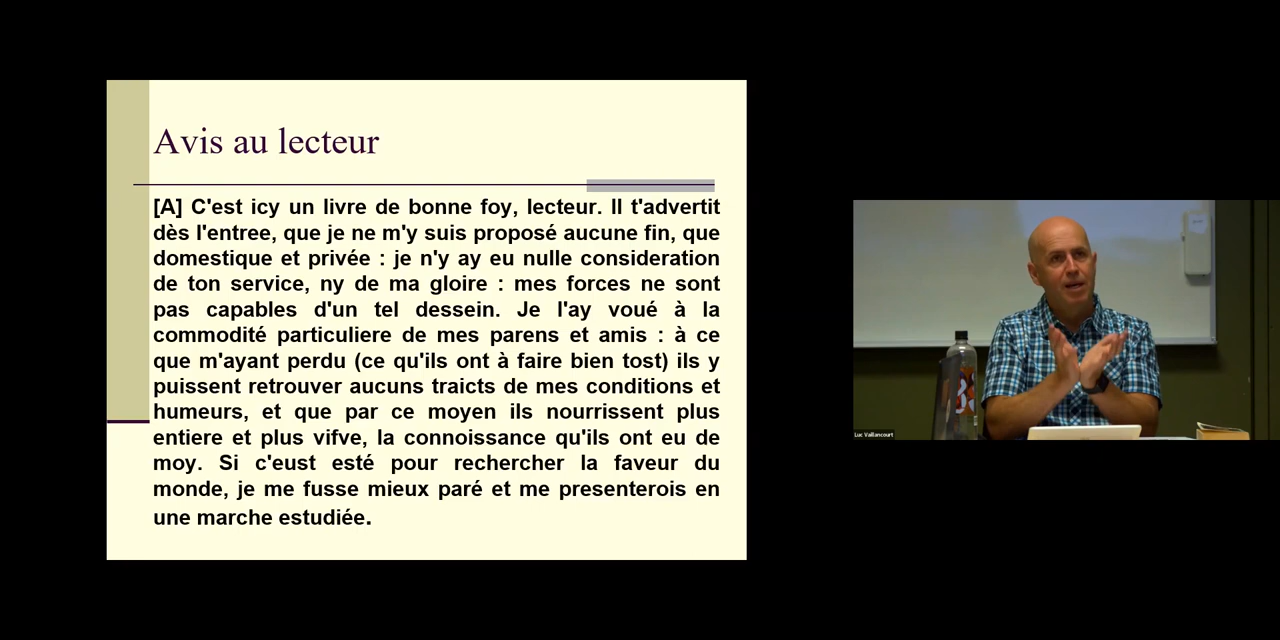 Avis au lecteur
[A] C'est icy un livre de bonne foy, lecteur. Il t'advertit
dès l'entree, que je ne m'y suis proposé aucune fin, que
domestique et privée : je n'y ay eu nulle consideration
de ton service, ny de ma gloire : mes forces ne sont
pas capables d'un tel dessein. Je l'ay voué à la
commodité particuliere de mes parens et amis : à ce
que m'ayant perdu (ce qu'ils ont à faire bien tost) ils y
puissent retrouver aucuns traicts de mes conditions et
humeurs, et que par ce moyen ils nourrissent plus
entiere et plus vifve, la connoissance qu'ils ont eu de
moy. Si c'eust esté pour rechercher la faveur du
monde, je me fusse mieux paré et me presenterois en
une marche estudiée.
Luc Vaillancourt